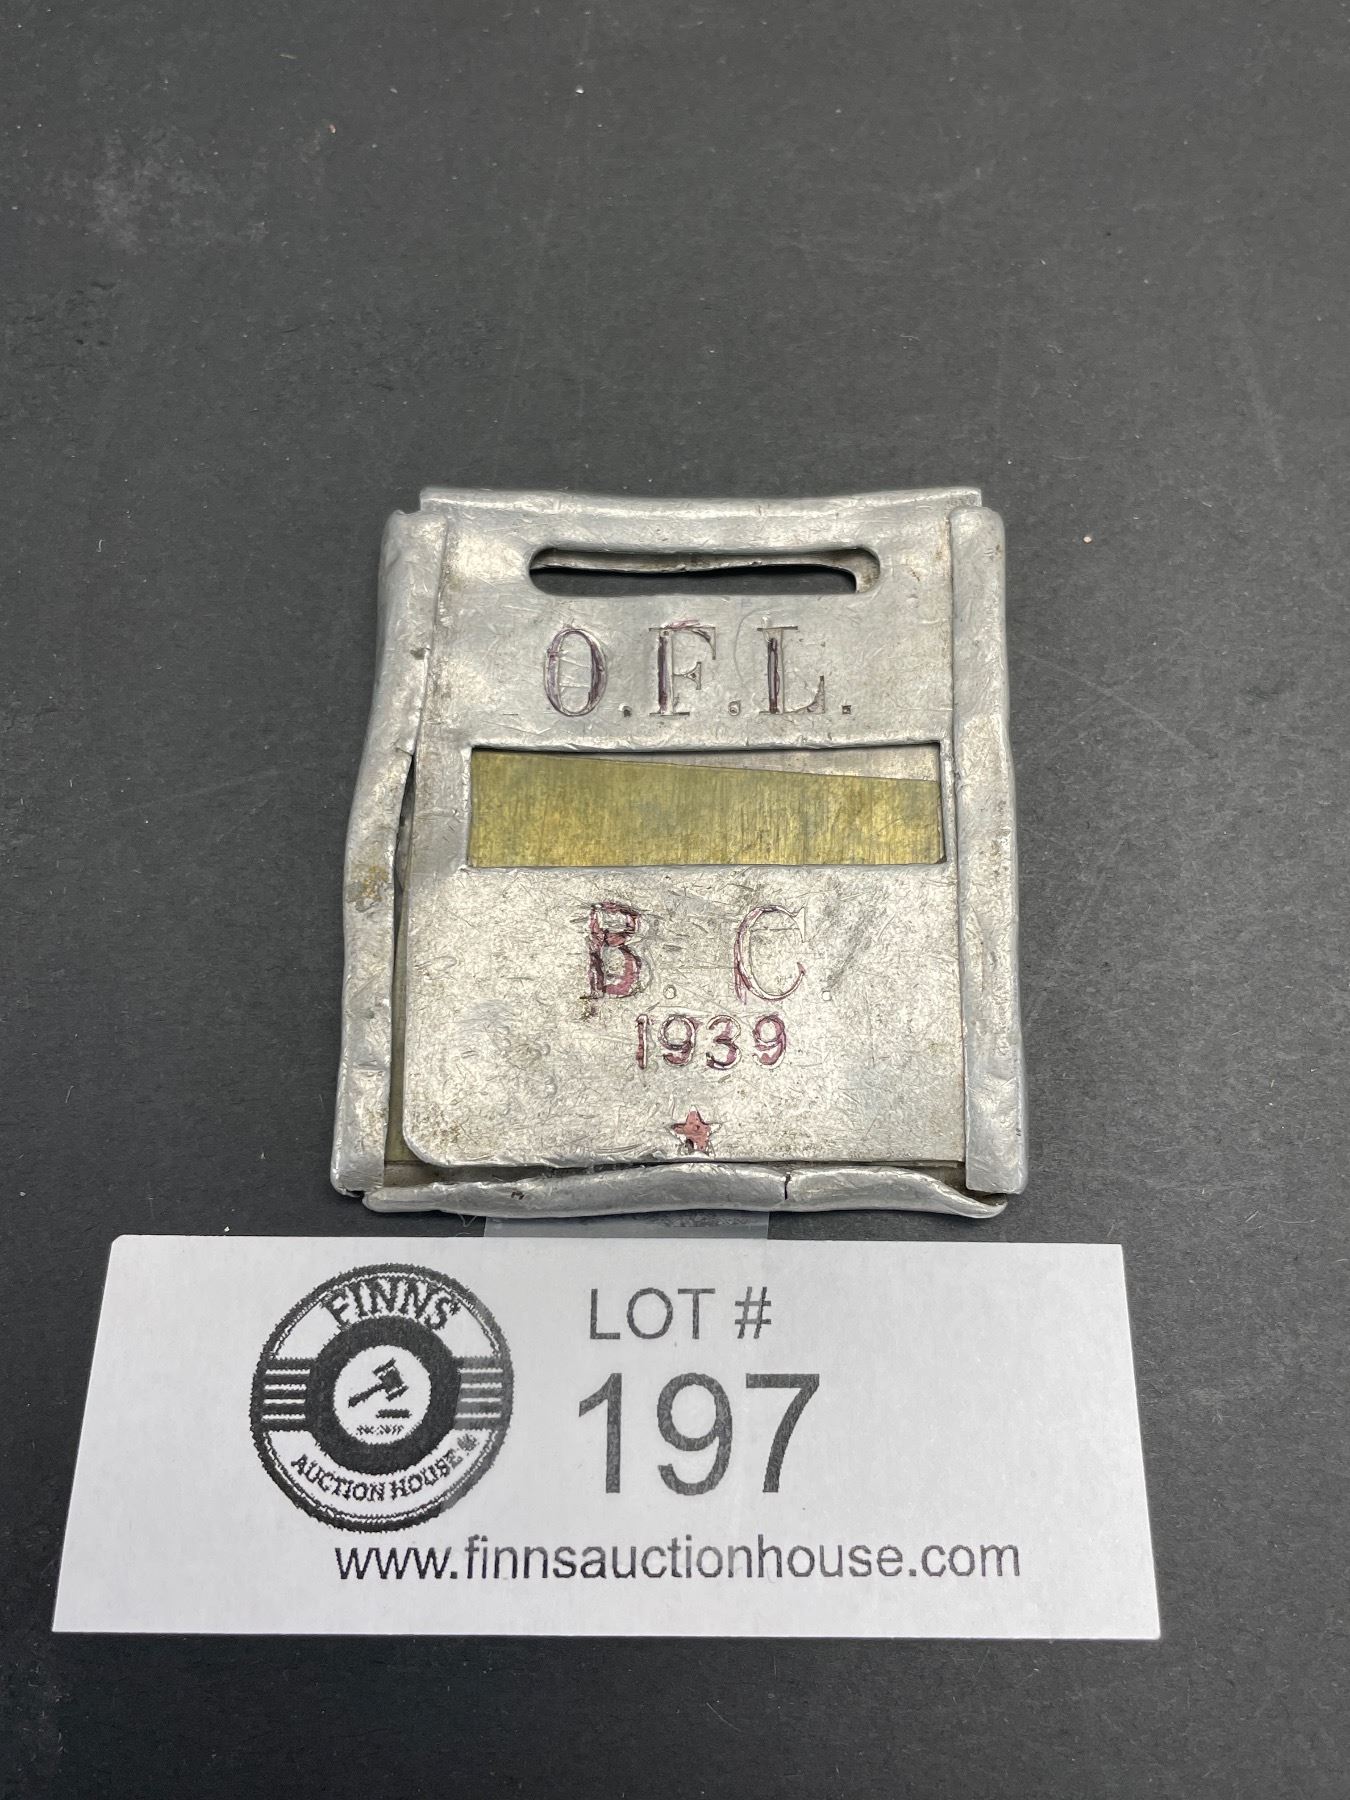 O.F.L.
B. C.
1939
FINNS
AUCTION HOUSE
LOT #
197
www.finnsauctionhouse.com